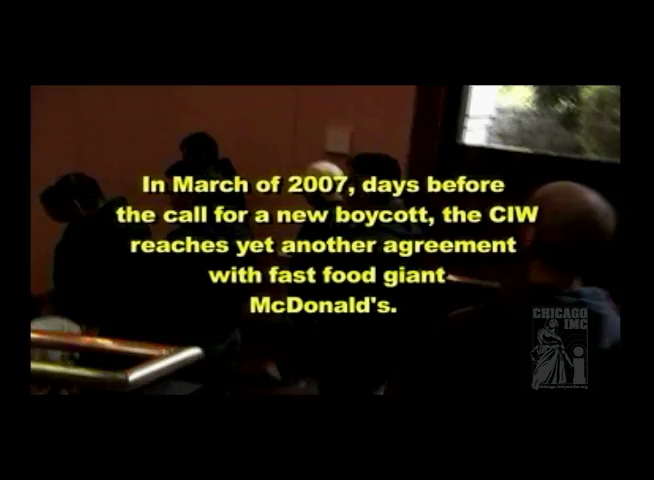 In March of 2007, days before
the call for a new boycott, the CIW
reaches yet another agreement
with fast food giant
McDonald's.
CHICAGO
IMC